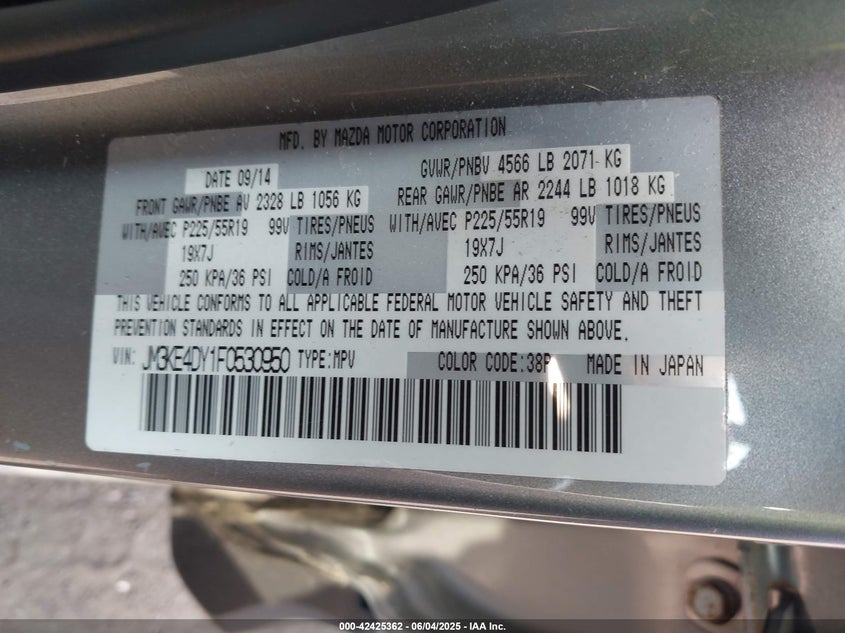 MFD. BY MAZDA MOTOR CORPORATION
DATE 09/14 GVWR/PNBV 4566 LB 2071 KG
FRONT GAWR/PNBE AV 2328 LB 1056 KG REAR GAWR/PNBE AR 2244 LB 1018 KG
WITH/AVEC P225/55R19 99V TIRES/PNEUS WITH/AVEC P225/55R19 99V TIRES/PNEUS
19X7J RIMS/JANTES 19X7J RIMS/JANTES
250 KPA/36 PSI COLD/A FROID 250 KPA/36 PSI COLD/A FROID
THIS VEHICLE CONFORMS TO ALL APPLICABLE FEDERAL MOTOR VEHICLE SAFETY AND THEFT
PREVENTION STANDARDS IN EFFECT ON THE DATE OF MANUFACTURE SHOWN ABOVE.
VIN: JM3KE4DY1F0530950 TYPE:MPV COLOR CODE:38P MADE IN JAPAN
000-42425362 - 06/04/2025 - IAA Inc.